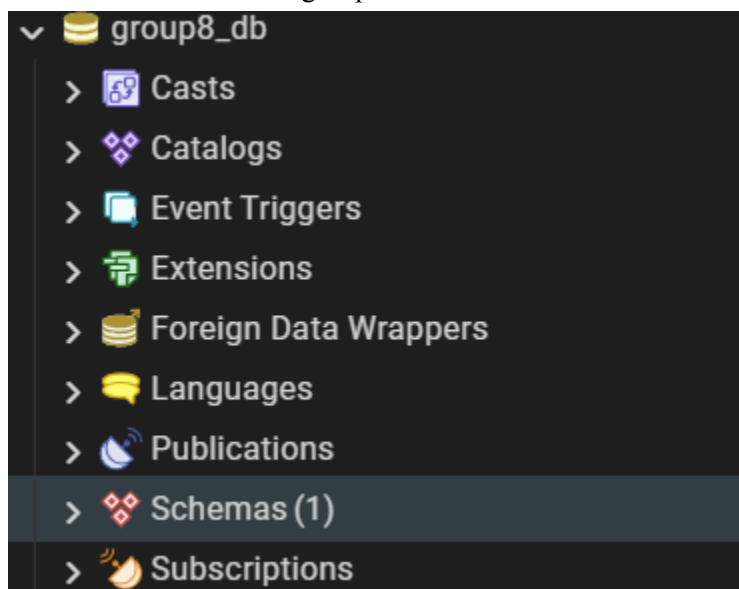 group8_db
Casts
Catalogs
Event Triggers
Extensions
Foreign Data Wrappers
Languages
Publications
Schemas (1)
Subscriptions